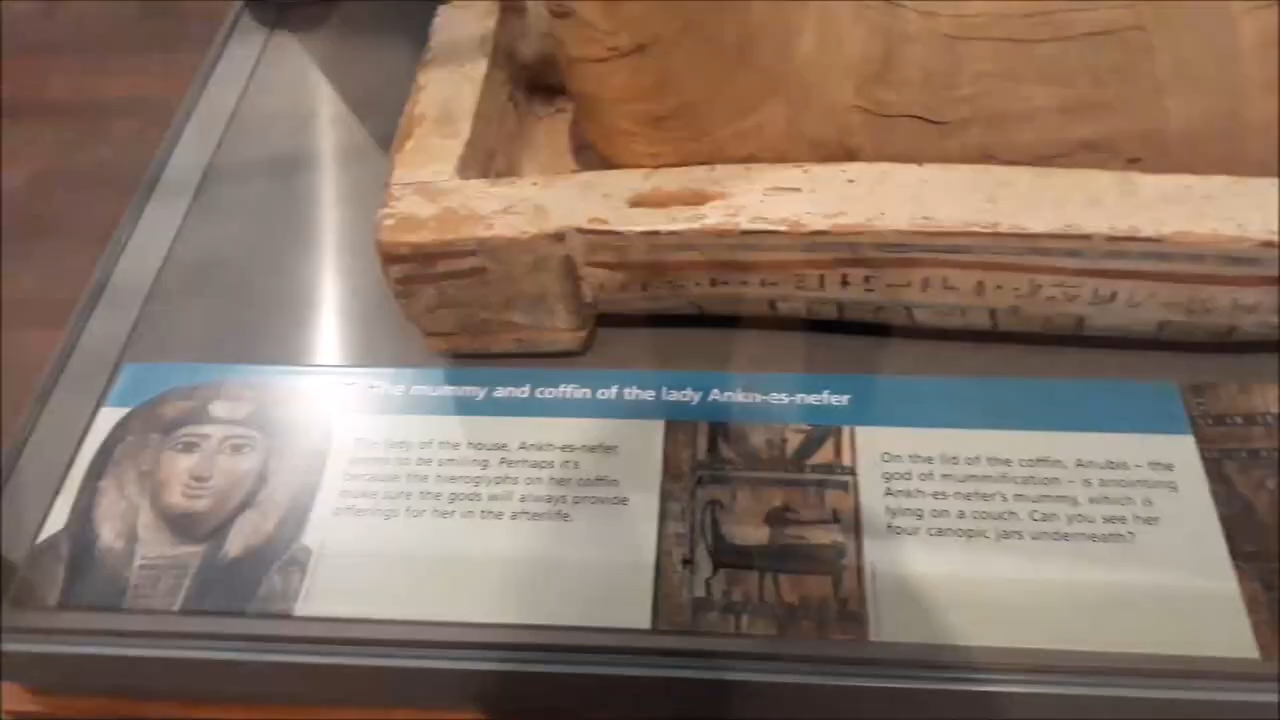 The mummy and coffin of the lady Ankh-es-nefer
The lady of the house, Ankh-es-nefer,
seems to be smiling. Perhaps it's
because the hieroglyphs on her coffin
make sure the gods will always provide
offerings for her in the afterlife.
On the lid of the coffin, Anubis – the
god of mummification – is anointing
Ankh-es-nefer's mummy, which is
lying on a couch. Can you see her
four canopic jars underneath?